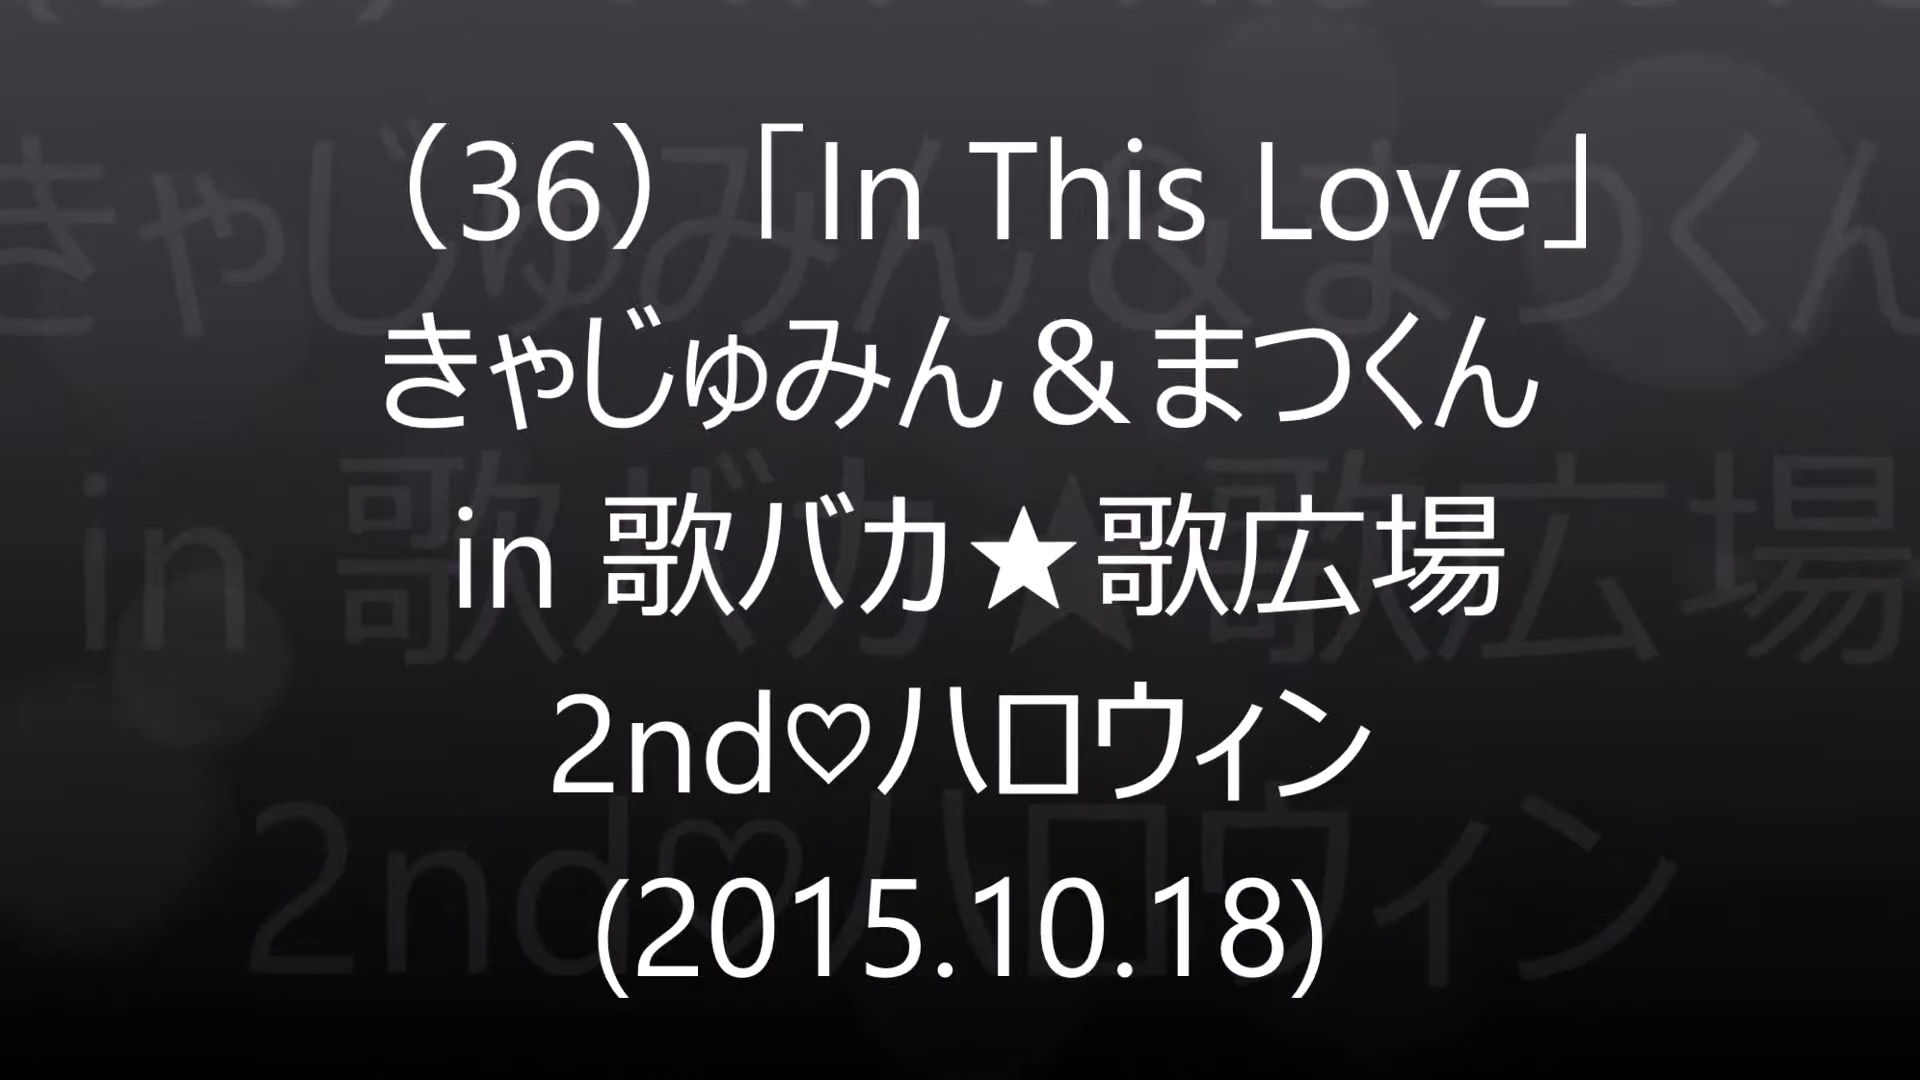 （36）「In This Love」
きゃじゅみん＆まつくん
in 歌バカ★歌広場
2nd♡ハロウィン
(2015.10.18)